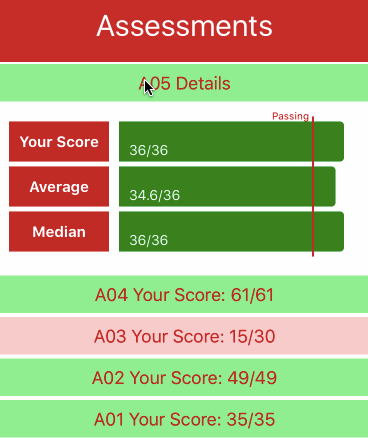 Assessments
A05 Details
Passing
Your Score
36/36
Average
34.6/36
Median
36/36
A04 Your Score: 61/61
A03 Your Score: 15/30
A02 Your Score: 49/49
A01 Your Score: 35/35